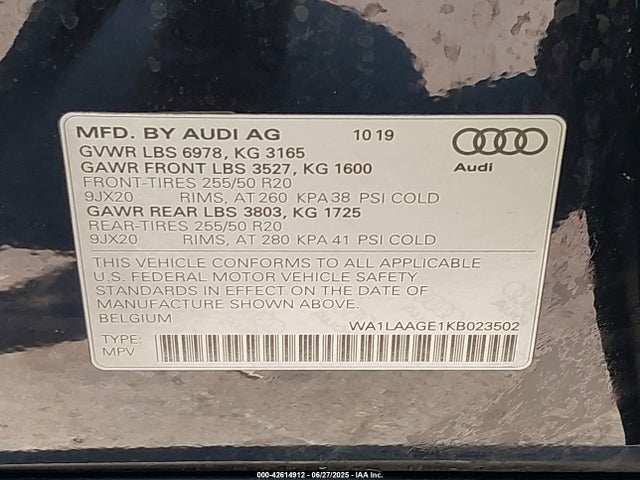 MFD. BY AUDI AG 10 19
GVWR LBS 6978, KG 3165
GAWR FRONT LBS 3527, KG 1600
Audi
FRONT-TIRES 255/50 R20
9JX20 RIMS, AT 260 KPA 38 PSI COLD
GAWR REAR LBS 3803, KG 1725
REAR-TIRES 255/50 R20
9JX20 RIMS, AT 280 KPA 41 PSI COLD
THIS VEHICLE CONFORMS TO ALL APPLICABLE
U.S. FEDERAL MOTOR VEHICLE SAFETY
STANDARDS IN EFFECT ON THE DATE OF
MANUFACTURE SHOWN ABOVE.
BELGIUM WA1LAAGE1KB023502
TYPE:
MPV
000-42614912 - 06/27/2025 - IAA Inc.